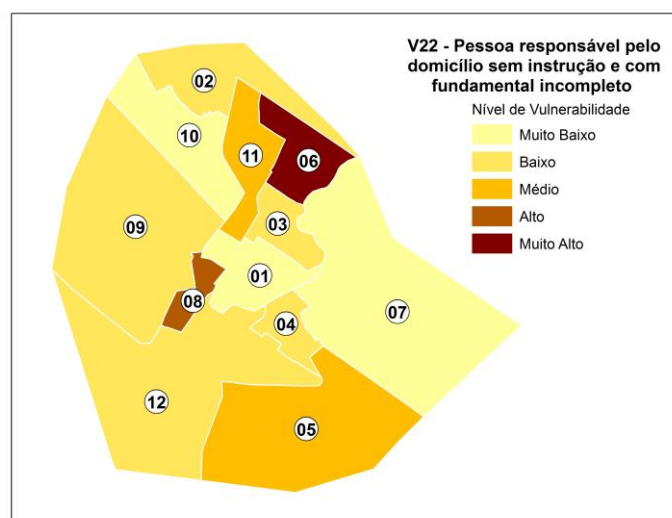 V22 - Pessoa responsável pelo
domicílio sem instrução e com
fundamental incompleto
Nível de Vulnerabilidade
Muito Baixo
Baixo
Médio
Alto
Muito Alto
02
10
11
06
09
03
01
08
04
07
12
05